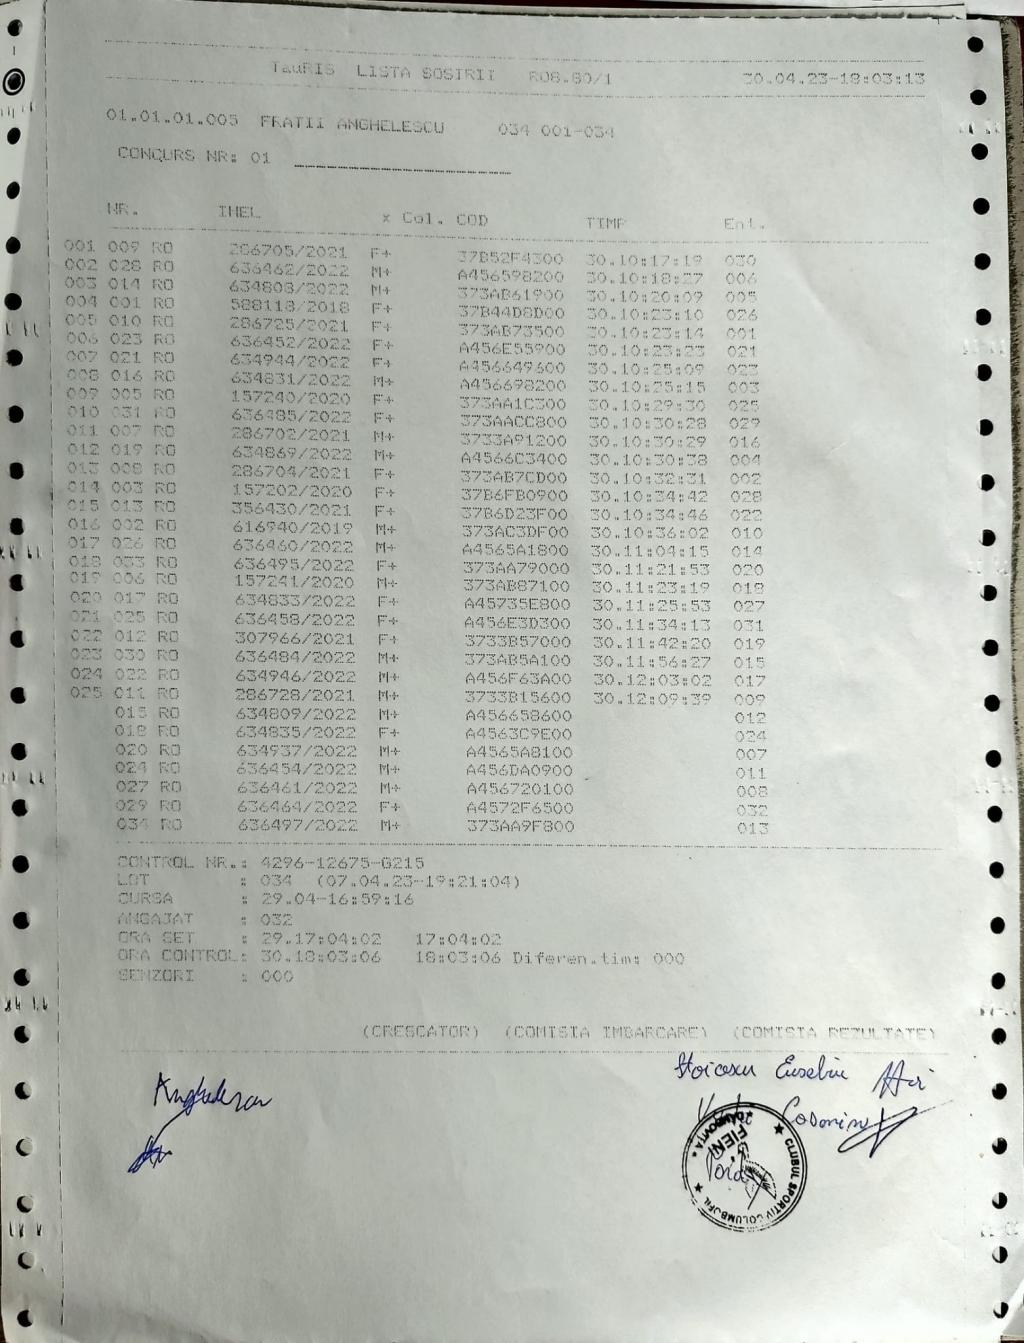 TauRIS LISTA SOSIRII R08.80/1 30.04.23-18:03:13
01.01.01.005 FRATII ANGHELESCU 034 001-034
CONCURS NR: 01
NR. INEL x Col. COD TIMP Ent.
001 009 RO 286705/2021 F+ 37B52F4300 30.10:17:19 030
002 028 RO 636462/2022 M+ A456598200 30.10:18:27 006
003 014 RO 634808/2022 M+ 373AB61900 30.10:20:09 005
004 001 RO 588118/2018 F+ 37B44D8D00 30.10:23:10 026
005 010 RO 286725/2021 F+ 373AB73500 30.10:23:14 001
006 023 RO 636452/2022 F+ A456E55900 30.10:23:23 021
007 021 RO 634944/2022 F+ A456649600 30.10:25:09 023
008 016 RO 634831/2022 M+ A456698200 30.10:25:15 003
009 005 RO 157240/2020 F+ 373AA1C300 30.10:29:30 025
010 031 RO 636485/2022 F+ 373AACC800 30.10:30:28 029
011 007 RO 286702/2021 M+ 3733A91200 30.10:30:29 016
012 019 RO 634869/2022 M+ A4566C3400 30.10:30:38 004
013 008 RO 286704/2021 F+ 373AB7CD00 30.10:32:31 002
014 003 RO 157202/2020 F+ 37B6FB0900 30.10:34:42 028
015 013 RO 356430/2021 F+ 37B6D23F00 30.10:34:46 022
016 002 RO 616940/2019 M+ 373AC3DF00 30.10:36:02 010
017 026 RO 636460/2022 M+ A4565A1800 30.11:04:15 014
018 033 RO 636495/2022 F+ 373AA79000 30.11:21:53 020
019 006 RO 157241/2020 M+ 373AB87100 30.11:23:19 018
020 017 RO 634833/2022 F+ A45735E800 30.11:25:53 027
021 025 RO 636458/2022 F+ A456E3D300 30.11:34:13 031
022 012 RO 307966/2021 F+ 3733B57000 30.11:42:20 019
023 030 RO 636484/2022 M+ 373AB5A100 30.11:56:27 015
024 022 RO 634946/2022 M+ A456F63A00 30.12:03:02 017
025 011 RO 286728/2021 M+ 3733B15600 30.12:09:39 009
015 RO 634809/2022 M+ A456658600 012
018 RO 634835/2022 F+ A4563C9E00 024
020 RO 634937/2022 M+ A4565A8100 007
024 RO 636454/2022 M+ A456DA0900 011
027 RO 636461/2022 M+ A456720100 008
029 RO 636464/2022 F+ A4572F6500 032
034 RO 636497/2022 M+ 373AA9F800 013
CONTROL NR.: 4296-12675-G215
LOT : 034 (07.04.23-19:21:04)
CURSA : 29.04-16:59:16
ANGAJAT : 032
ORA SET : 29.17:04:02 17:04:02
ORA CONTROL: 30.18:03:06 18:03:06 Diferen.tim: 000
SENZORI : 000
(CRESCATOR) (COMISIA IMBARCARE) (COMISIA REZULTATE)
Stoicescu Eusebiu
Cosmin
CLUBUL SPORTIV COLUMBOFIL
FIENI
DAMBOVITA